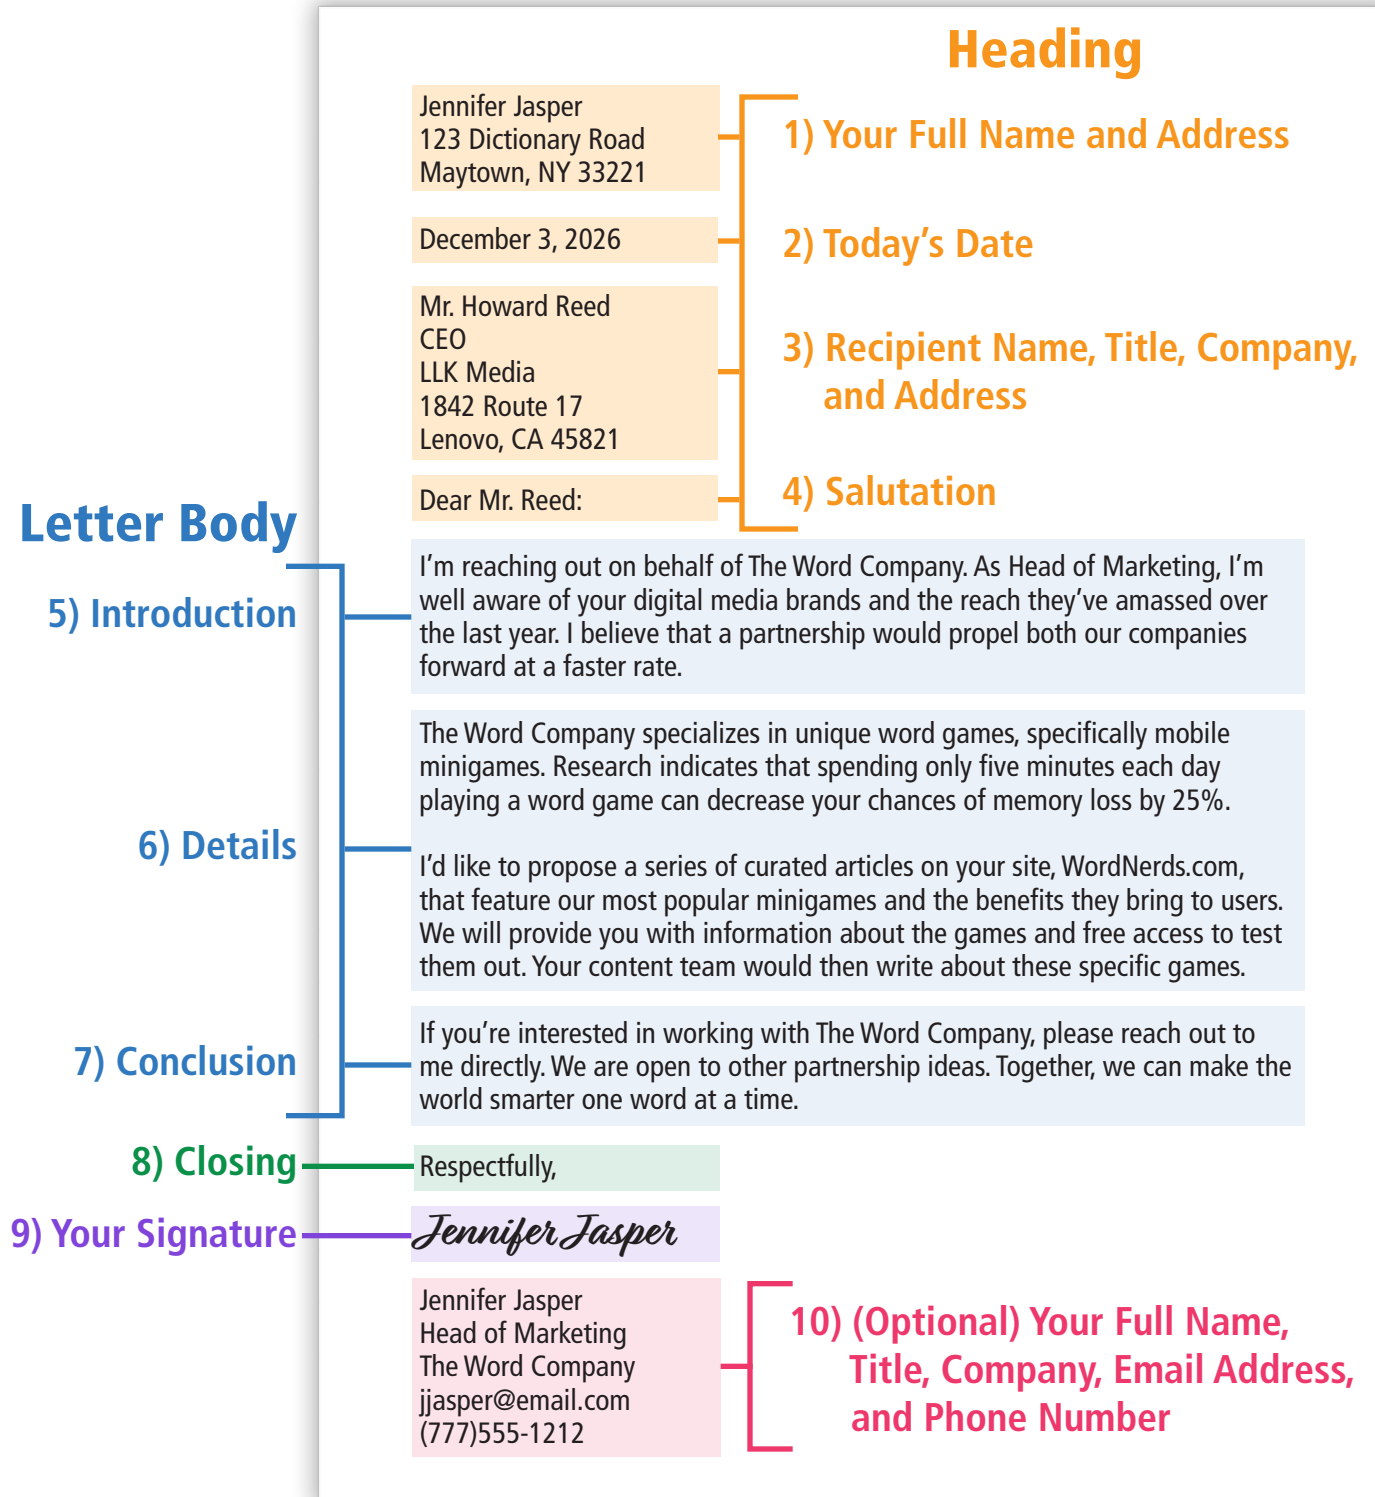 Heading
Jennifer Jasper
123 Dictionary Road
Maytown, NY 33221
1) Your Full Name and Address
December 3, 2026
2) Today's Date
Mr. Howard Reed
CEO
LLK Media
1842 Route 17
Lenovo, CA 45821
3) Recipient Name, Title, Company,
and Address
Dear Mr. Reed:
4) Salutation
Letter Body
5) Introduction
I'm reaching out on behalf of The Word Company. As Head of Marketing, I'm
well aware of your digital media brands and the reach they've amassed over
the last year. I believe that a partnership would propel both our companies
forward at a faster rate.
6) Details
The Word Company specializes in unique word games, specifically mobile
minigames. Research indicates that spending only five minutes each day
playing a word game can decrease your chances of memory loss by 25%.
I'd like to propose a series of curated articles on your site, WordNerds.com,
that feature our most popular minigames and the benefits they bring to users.
We will provide you with information about the games and free access to test
them out. Your content team would then write about these specific games.
7) Conclusion
If you're interested in working with The Word Company, please reach out to
me directly. We are open to other partnership ideas. Together, we can make the
world smarter one word at a time.
8) Closing
Respectfully,
9) Your Signature
Jennifer Jasper
Jennifer Jasper
Head of Marketing
The Word Company
jjasper@email.com
(777)555-1212
10) (Optional) Your Full Name,
Title, Company, Email Address,
and Phone Number